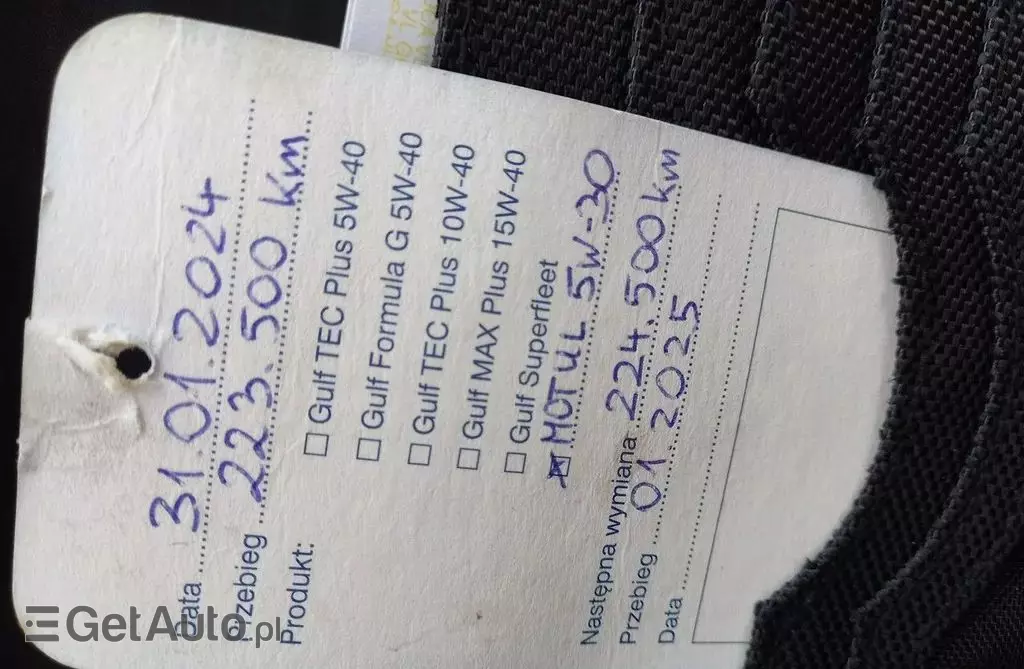 Data 31.01.2024
Przebieg 223.500 km
Produkt:
Gulf TEC Plus 5W-40
Gulf Formula G 5W-40
Gulf TEC Plus 10W-40
Gulf MAX Plus 15W-40
Gulf Superfleet
MOTUL 5W-30
Następna wymiana
Przebieg 224.500 km
Data 01.2025
GetAuto.pl